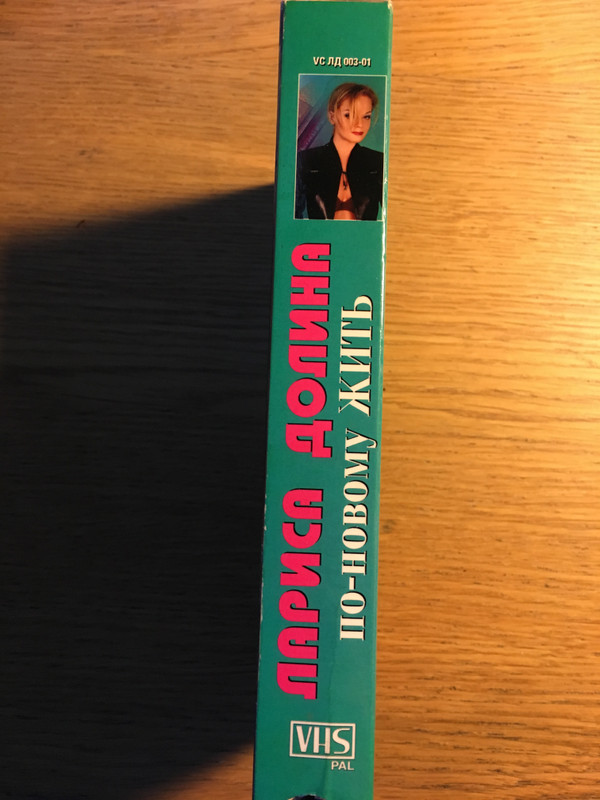 VC ЛД 003-01
ЛАРИСА ДОЛИНА
ПО-НОВОМУ ЖИТЬ
VHS
PAL